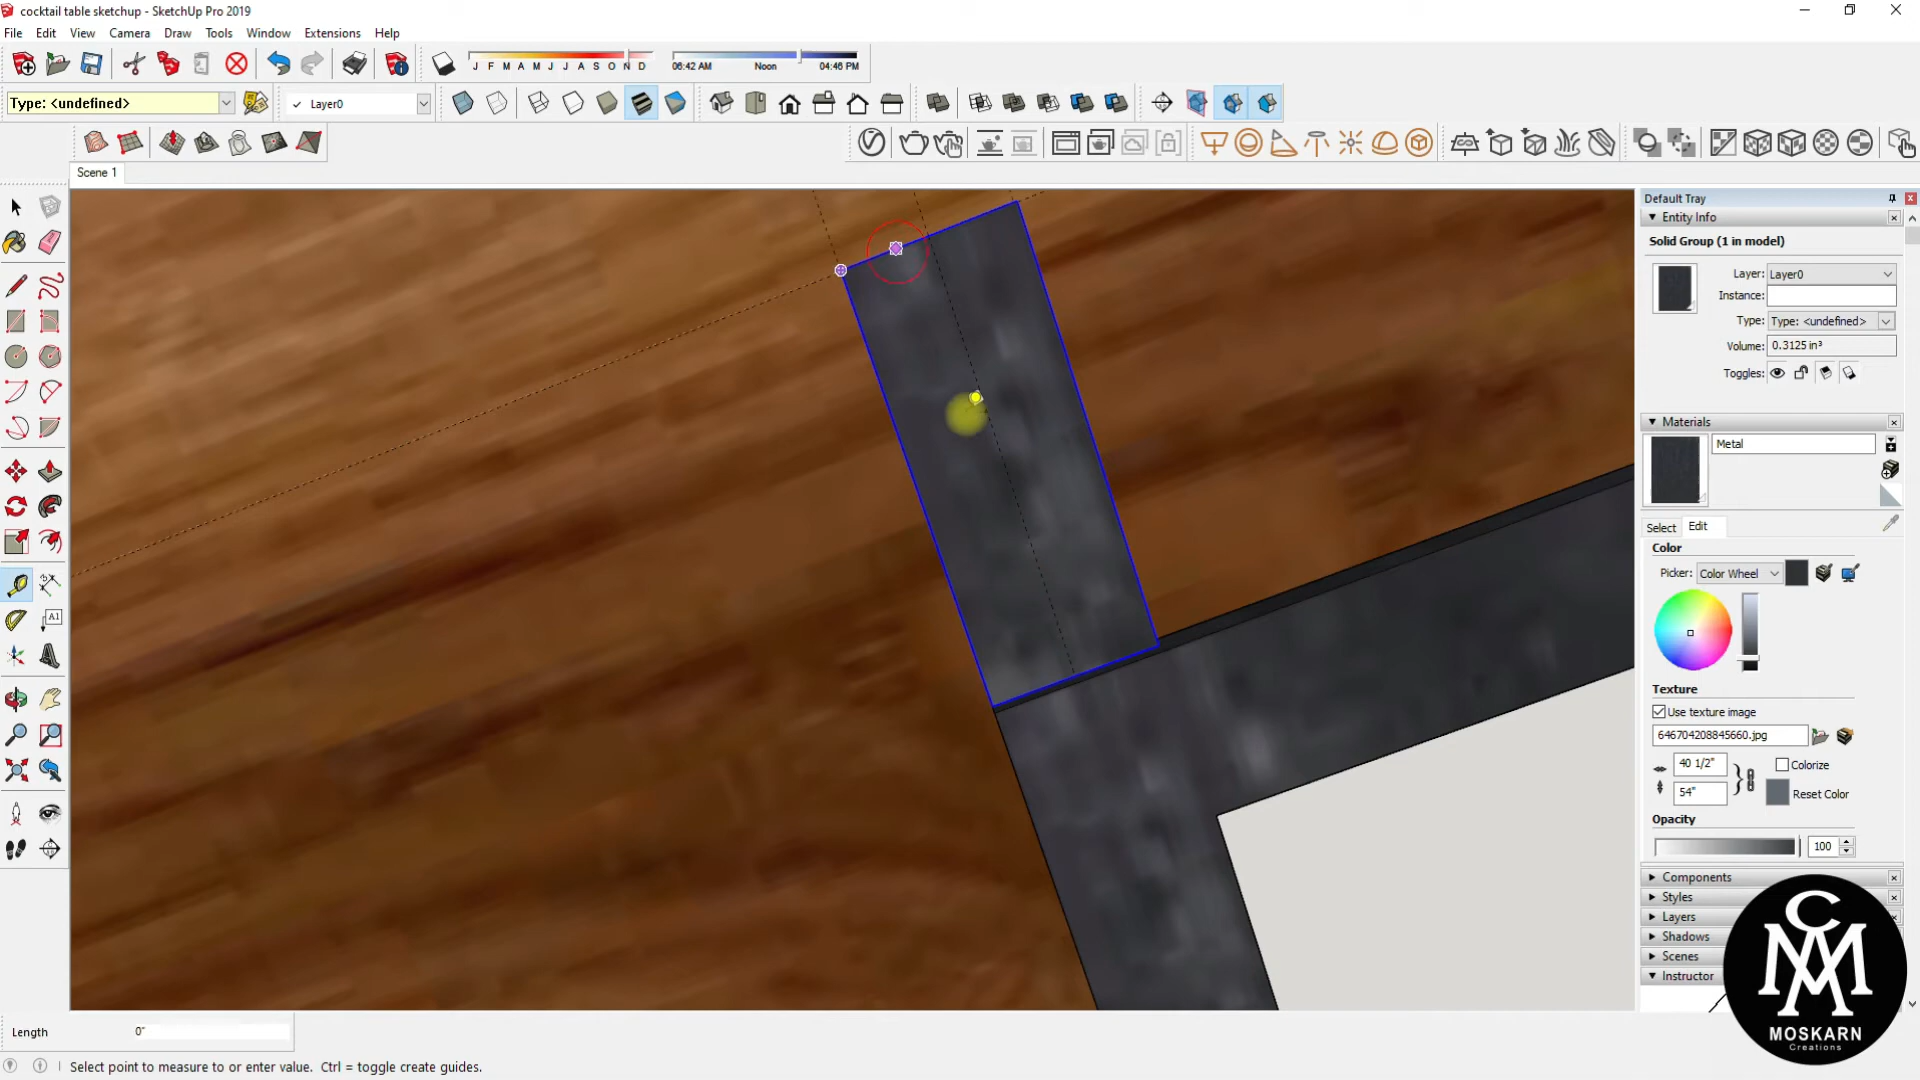 cocktail table sketchup - SketchUp Pro 2019
File Edit View Camera Draw Tools Window Extensions Help
J F M A M J J A S O N D
06:42 AM Noon 04:46 PM
Type: <undefined>
Layer0
Scene 1
Default Tray
Entity Info
Solid Group (1 in model)
Layer: Layer0
Instance:
Type: Type: <undefined>
Volume: 0.3125 in³
Toggles:
Materials
Metal
Select Edit
Color
Picker: Color Wheel
Texture
Use texture image
646704208845660.jpg
40 1/2"
Colorize
54"
Reset Color
Opacity
100
Components
Styles
Layers
Shadows
Scenes
Instructor
A1
CMA
MOSKARN
Creations
Length 0"
Select point to measure to or enter value. Ctrl = toggle create guides.